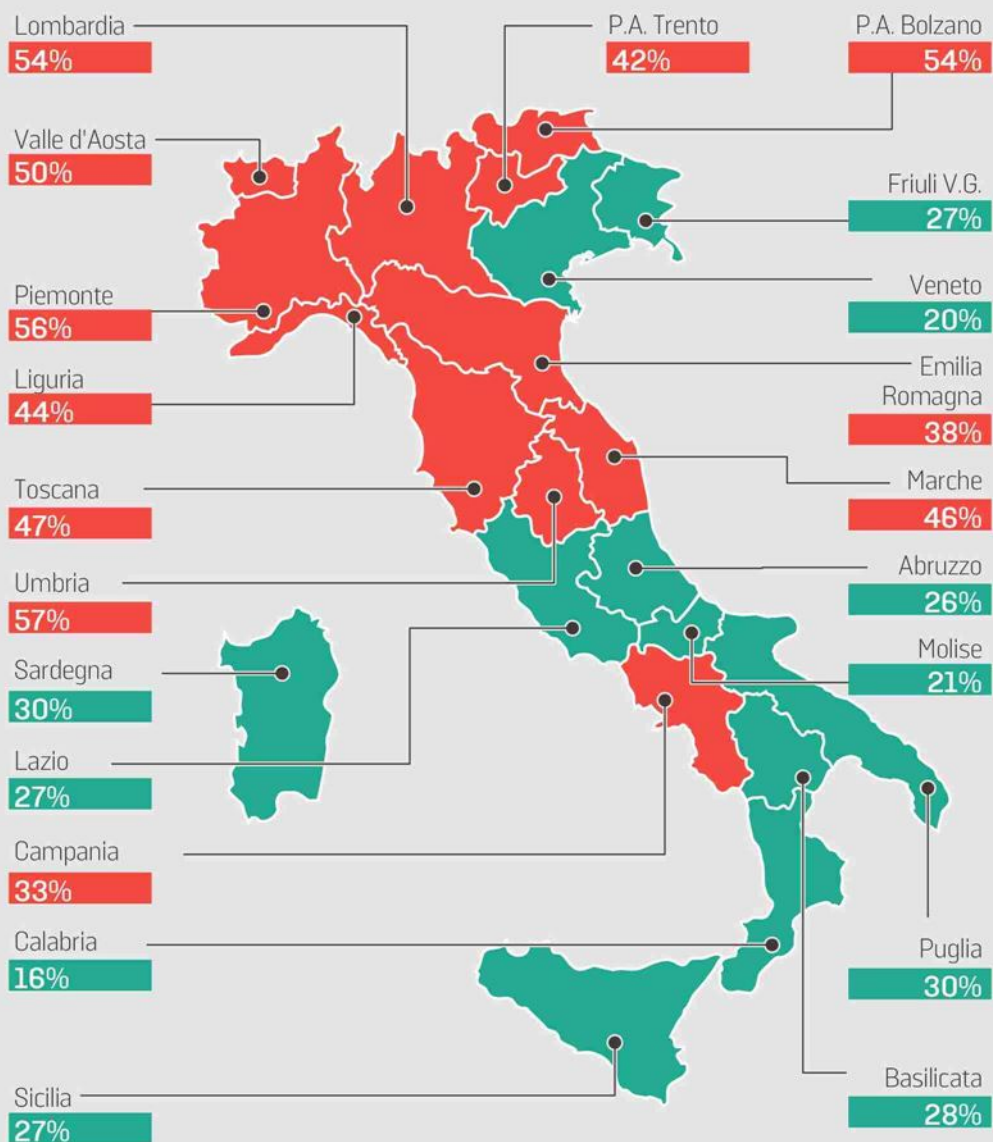 Lombardia
54%
P.A. Trento
42%
P.A. Bolzano
54%
Valle d'Aosta
50%
Friuli V.G.
27%
Piemonte
56%
Veneto
20%
Liguria
44%
Emilia
Romagna
38%
Toscana
47%
Marche
46%
Umbria
57%
Abruzzo
26%
Sardegna
30%
Molise
21%
Lazio
27%
Campania
33%
Calabria
16%
Puglia
30%
Sicilia
27%
Basilicata
28%